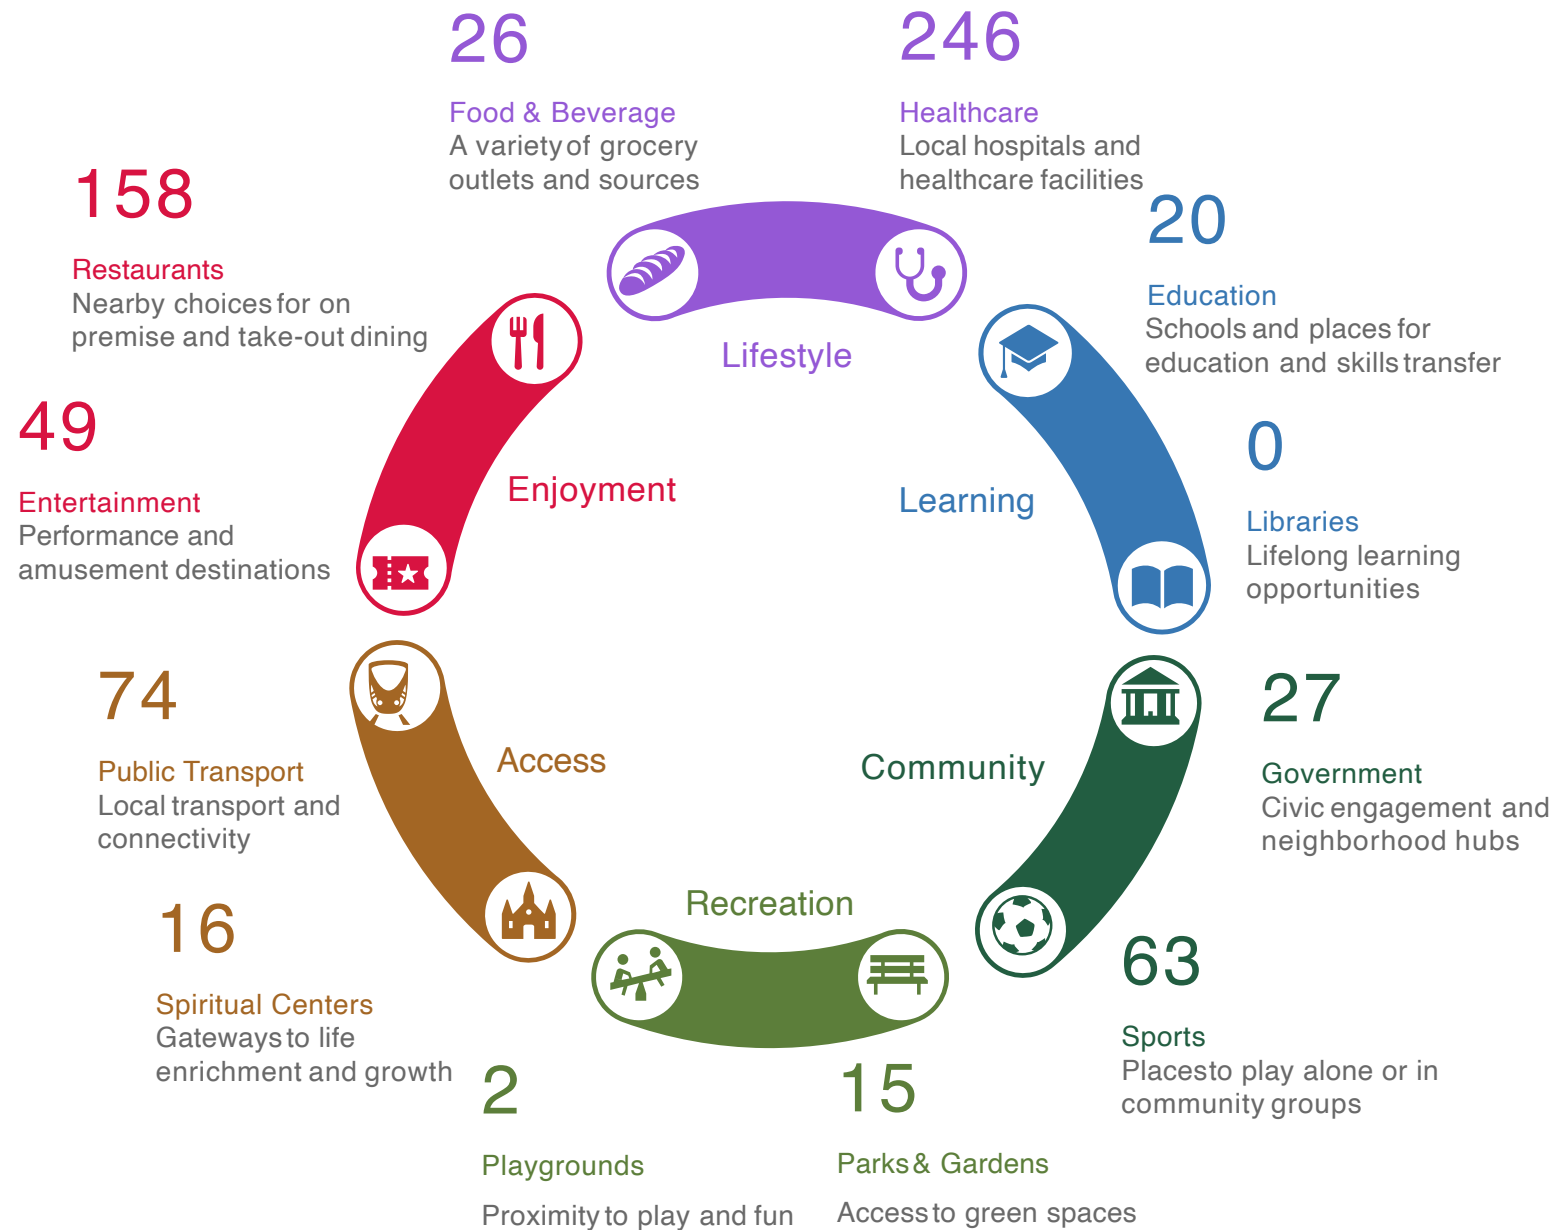 26
Food & Beverage
A variety of grocery
outlets and sources
246
Healthcare
Local hospitals and
healthcare facilities
158
Restaurants
Nearby choices for on
premise and take-out dining
20
Education
Schools and places for
education and skills transfer
Lifestyle
49
Entertainment
Performance and
amusement destinations
Enjoyment
Learning
0
Libraries
Lifelong learning
opportunities
74
Public Transport
Local transport and
connectivity
Access
Community
27
Government
Civic engagement and
neighborhood hubs
16
Spiritual Centers
Gateways to life
enrichment and growth
Recreation
63
Sports
Placesto play alone or in
community groups
2
Playgrounds
Proximity to play and fun
15
Parks & Gardens
Access to green spaces